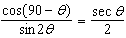 cos(90 − θ) / sin 2θ = sec θ / 2